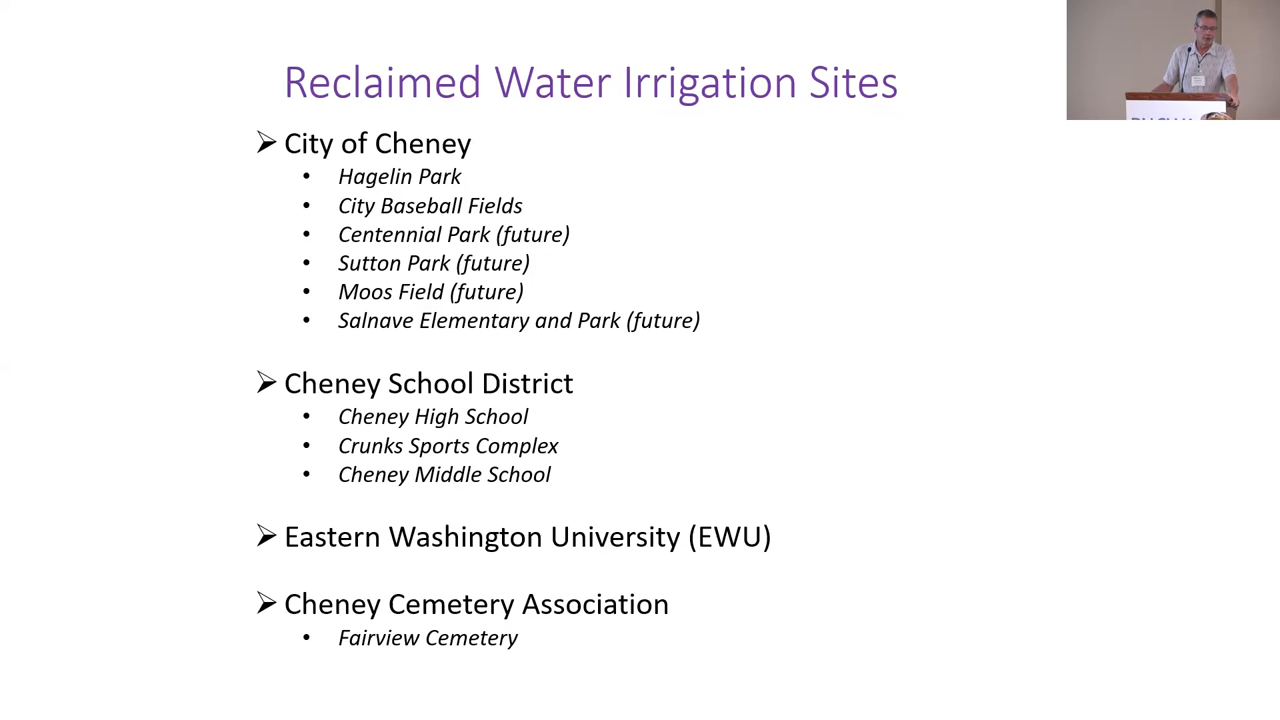 Reclaimed Water Irrigation Sites
City of Cheney
Hagelin Park
City Baseball Fields
Centennial Park (future)
Sutton Park (future)
Moos Field (future)
Salnave Elementary and Park (future)
Cheney School District
Cheney High School
Crunks Sports Complex
Cheney Middle School
Eastern Washington University (EWU)
Cheney Cemetery Association
Fairview Cemetery